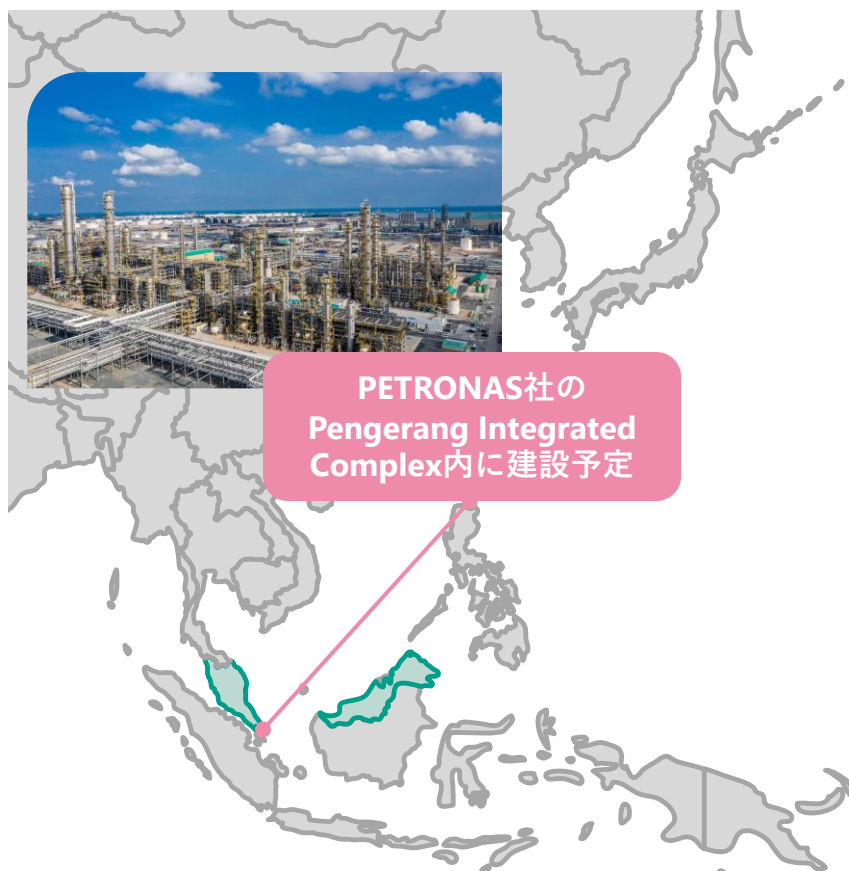 PETRONAS社の
Pengerang Integrated
Complex内に建設予定